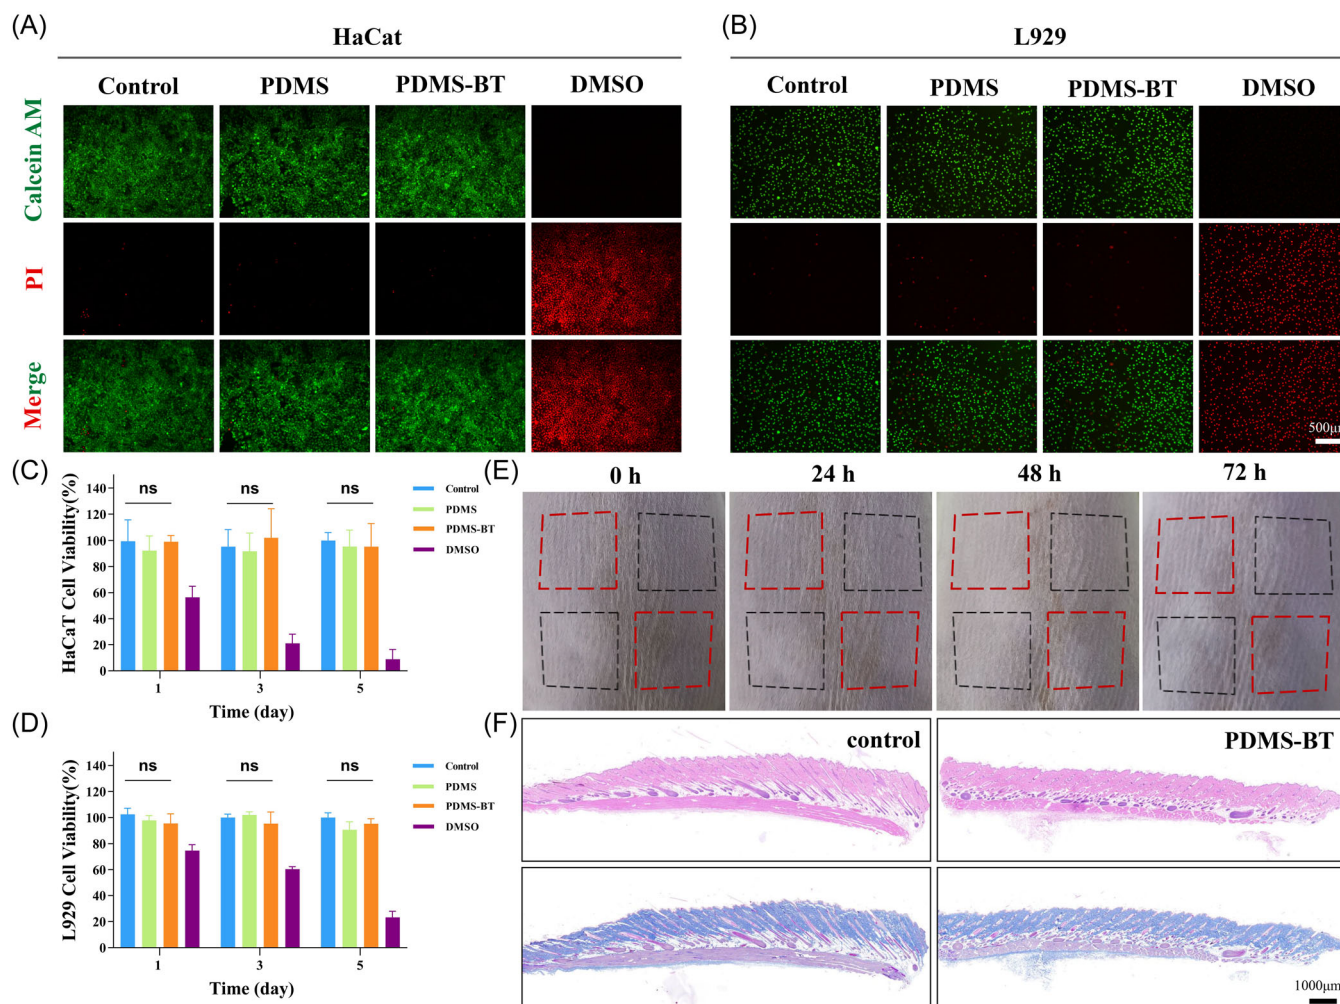 (A)
HaCat
Control PDMS PDMS-BT DMSO
Calcein AM
PI
Merge
(B)
L929
Control PDMS PDMS-BT DMSO
500μm
(C)
HaCaT Cell Viability(%)
140
120
100
80
60
40
20
0
ns ns ns
1 3 5
Time (day)
Control
PDMS
PDMS-BT
DMSO
(D)
L929 Cell Viability(%)
140
120
100
80
60
40
20
0
ns ns ns
1 3 5
Time (day)
Control
PDMS
PDMS-BT
DMSO
(E)
0 h 24 h 48 h 72 h
(F)
control PDMS-BT
1000μm